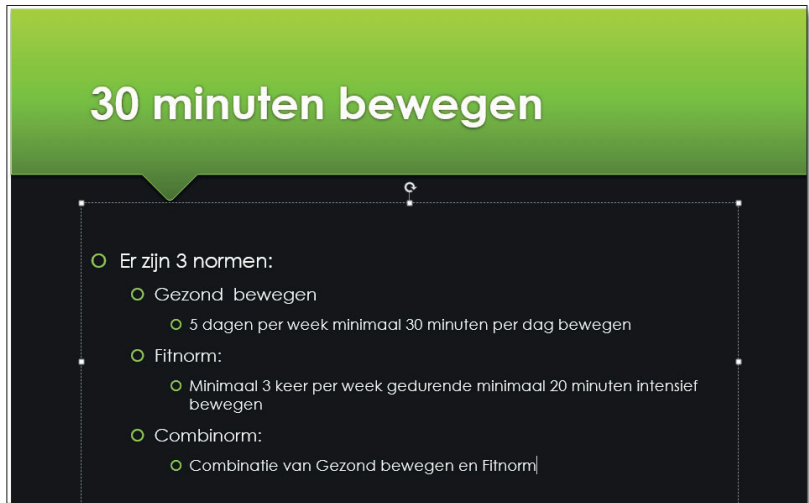 30 minuten bewegen
Er zijn 3 normen:
Gezond bewegen
5 dagen per week minimaal 30 minuten per dag bewegen
Fitnorm:
Minimaal 3 keer per week gedurende minimaal 20 minuten intensief
bewegen
Combinorm:
Combinatie van Gezond bewegen en Fitnorm